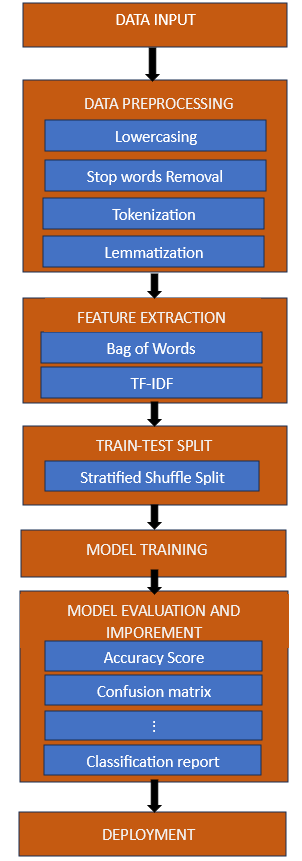 DATA INPUT
DATA PREPROCESSING
Lowercasing
Stop words Removal
Tokenization
Lemmatization
FEATURE EXTRACTION
Bag of Words
TF-IDF
TRAIN-TEST SPLIT
Stratified Shuffle Split
MODEL TRAINING
MODEL EVALUATION AND
IMPOREMENT
Accuracy Score
Confusion matrix
⋮
Classification report
DEPLOYMENT